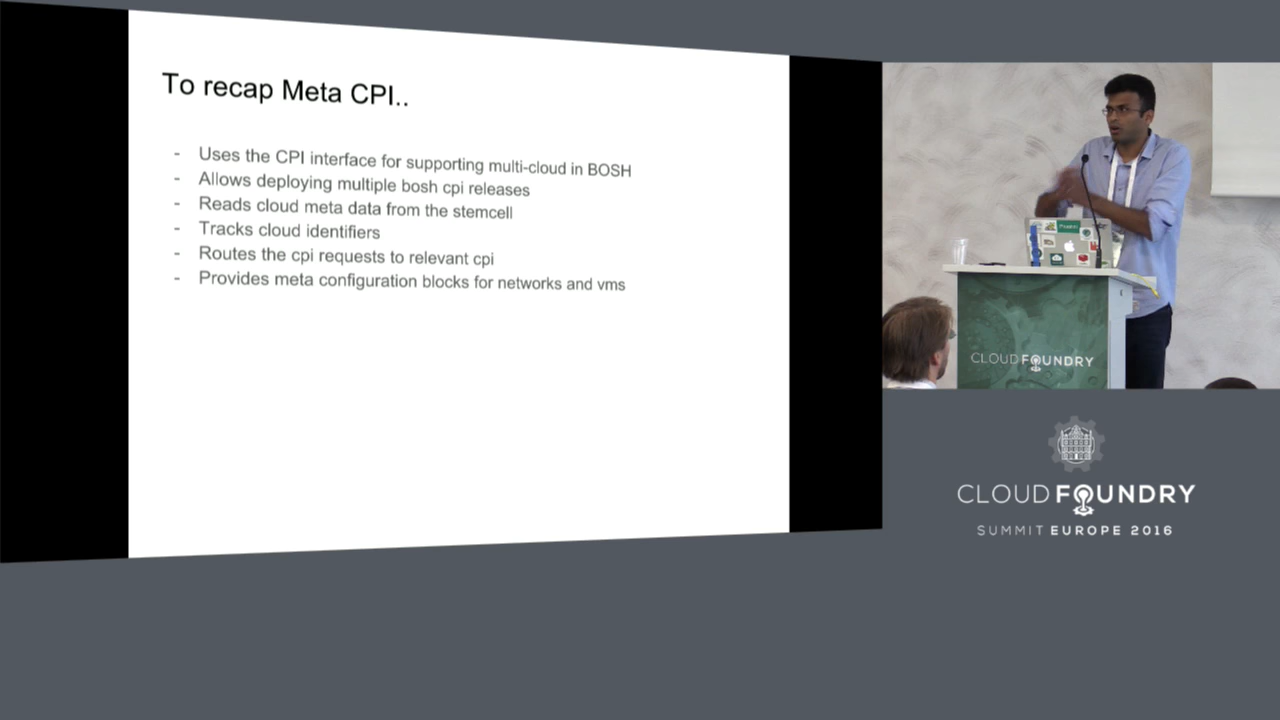 To recap Meta CPI..
- Uses the CPI interface for supporting multi-cloud in BOSH
- Allows deploying multiple bosh cpi releases
- Reads cloud meta data from the stemcell
- Tracks cloud identifiers
- Routes the cpi requests to relevant cpi
- Provides meta configuration blocks for networks and vms
CLOUD FOUNDRY
CLOUD FOUNDRY
SUMMIT EUROPE 2016